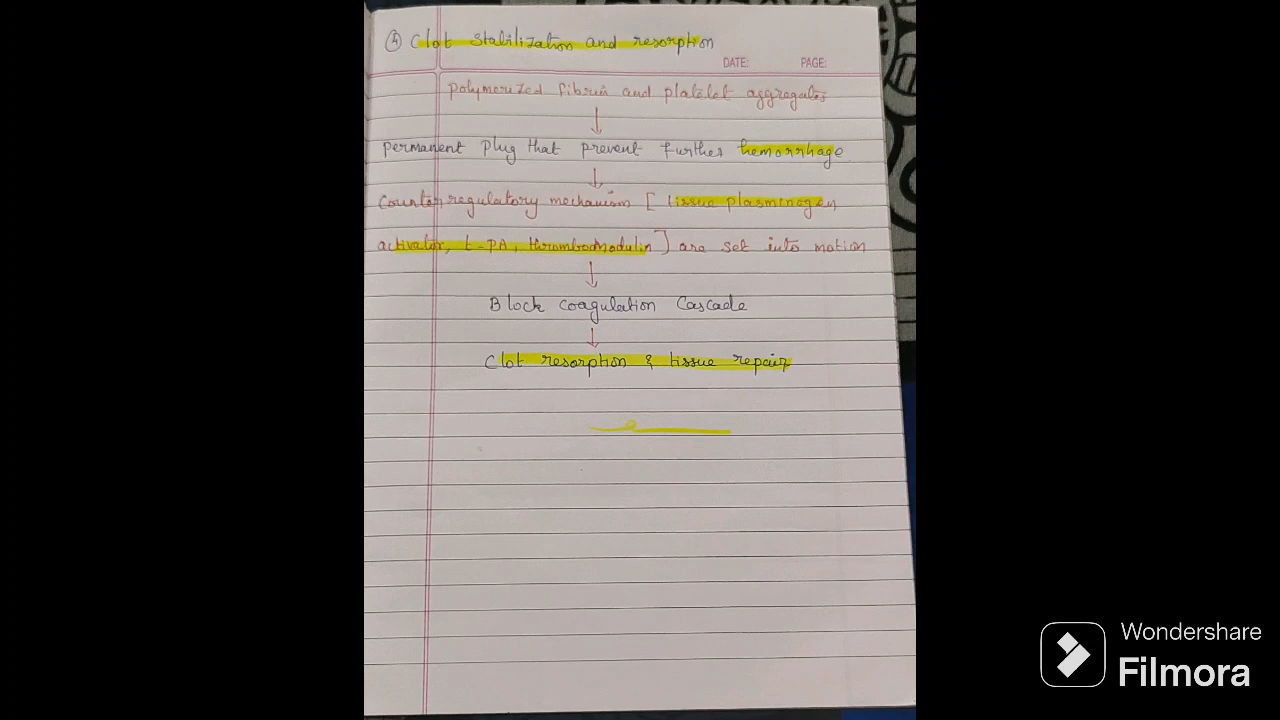 ④ Clot stabilization and resorption
DATE: PAGE:
polymerized fibrin and platelet aggregates
↓
permanent plug that prevent further hemorrhage
↓
Counter regulatory mechanism [tissue plasminogen
activator, t-PA, thrombomodulin] are set into motion
↓
Block coagulation Cascade
↓
Clot resorption & tissue repair
Wondershare
Filmora